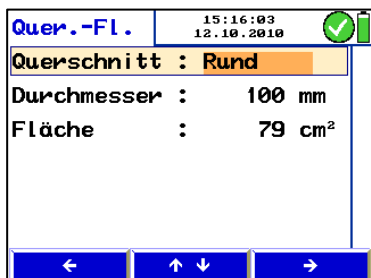 Quer.-Fl. 15:16:03
12.10.2010
Querschnitt : Rund
Durchmesser : 100 mm
Fläche : 79 cm²
← ↑ ↓ →